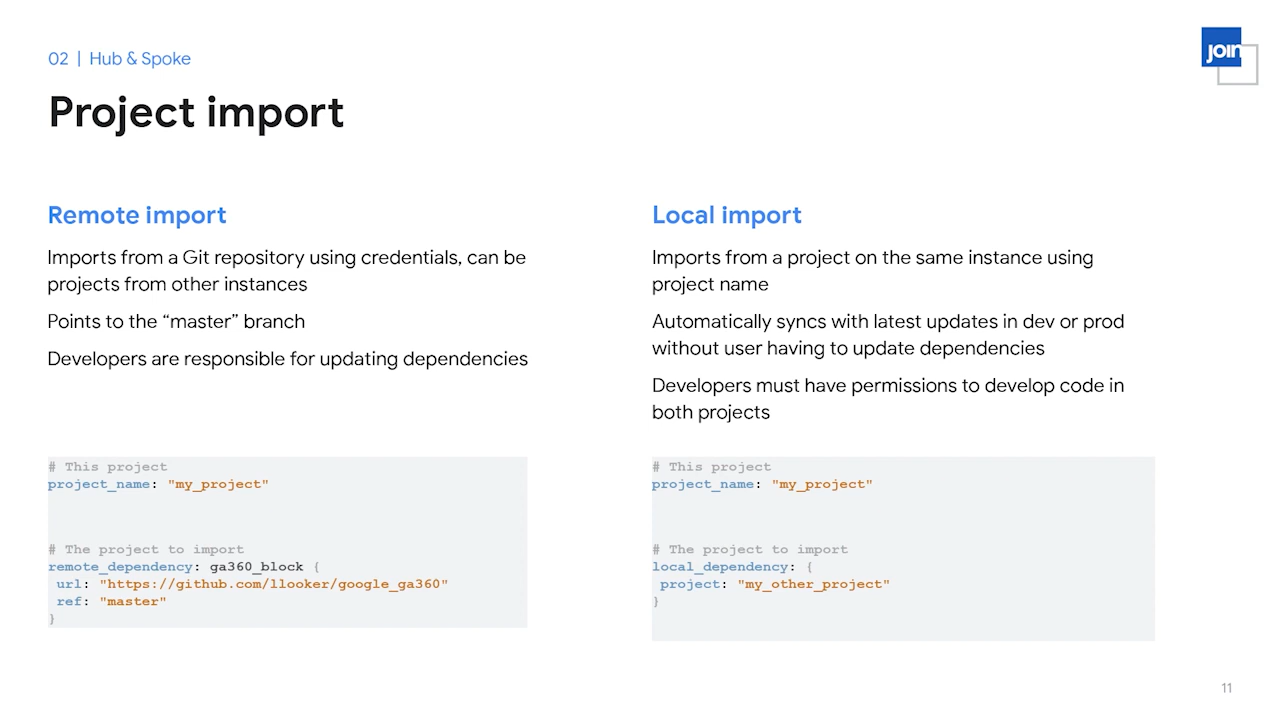 02 | Hub & Spoke
join
Project import
Remote import
Imports from a Git repository using credentials, can be
projects from other instances
Points to the “master” branch
Developers are responsible for updating dependencies
# This project
project_name: "my_project"
# The project to import
remote_dependency: ga360_block {
url: "https://github.com/llooker/google_ga360"
ref: "master"
}
Local import
Imports from a project on the same instance using
project name
Automatically syncs with latest updates in dev or prod
without user having to update dependencies
Developers must have permissions to develop code in
both projects
# This project
project_name: "my_project"
# The project to import
local_dependency: {
project: "my_other_project"
}
11